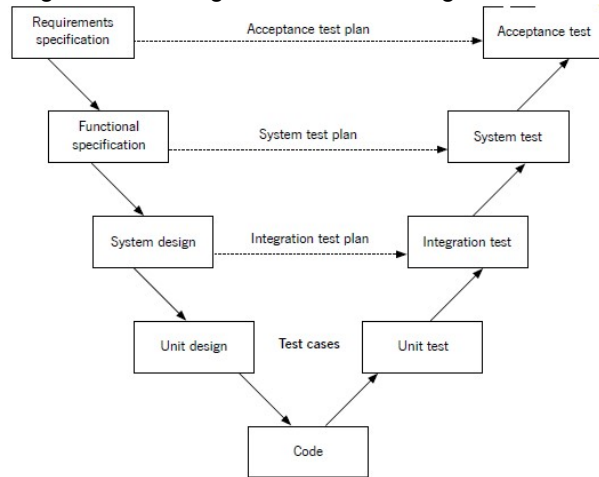 Requirements
specification
Acceptance test plan
Acceptance test
Functional
specification
System test plan
System test
System design
Integration test plan
Integration test
Unit design
Test cases
Unit test
Code